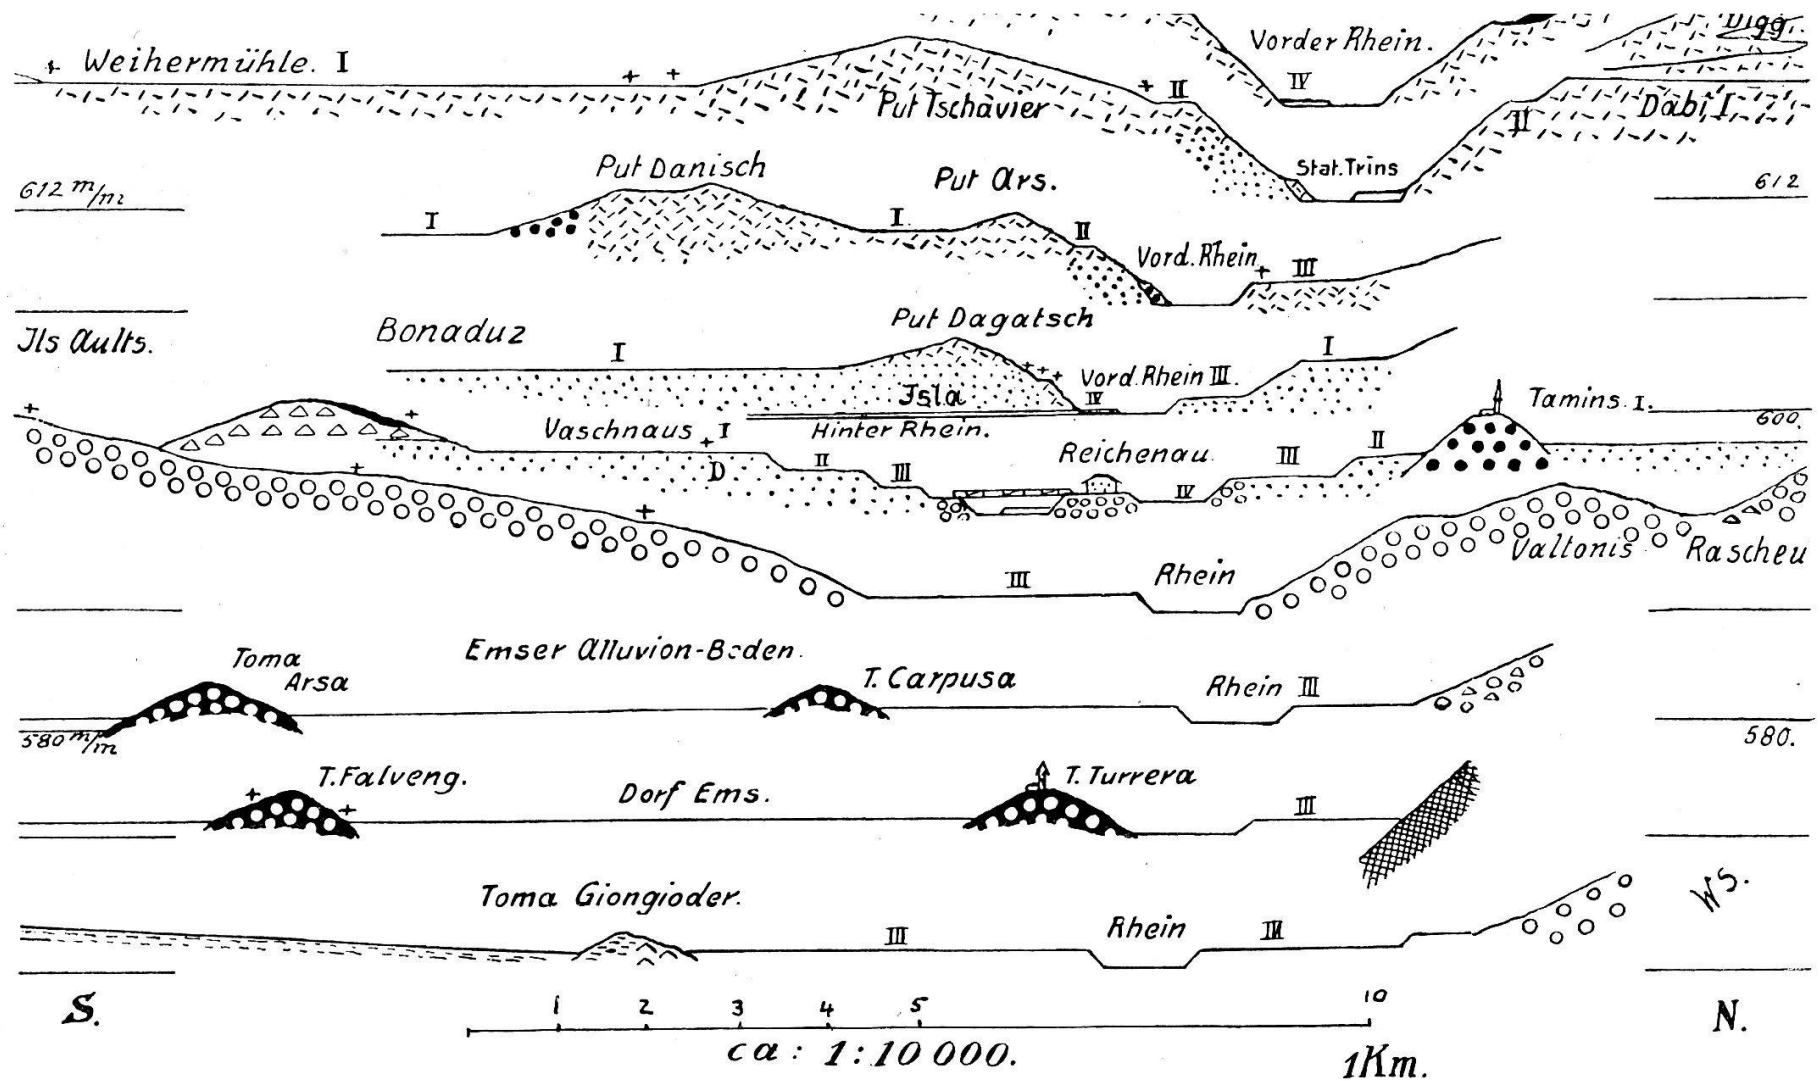 Vorder Rhein.
Digg
Weihermühle. I
II
IV
Put Tschavier
Dabi I
II
Put Danisch
Stat. Trins
Put Ars.
612 m/m
612
I
I
II
Vord. Rhein
III
Put Dagatsch
Jls Aults.
Bonaduz
I
I
Vord. Rhein III.
Jsla
IV
Tamins. I.
600.
Vaschnaus I
Hinter Rhein.
Reichenau
II
III
D
II
III
IV
Valtonis
Rascheu
III
Rhein
Emser Alluvion-Boden.
Toma
Arsa
T. Carpusa
Rhein III
580 m/m
580.
T. Falveng.
Dorf Ems.
T. Turrera
III
WS.
Toma Giongioder.
III
Rhein
S.
1 2 3 4 5 10
N.
ca: 1:10 000.
1Km.